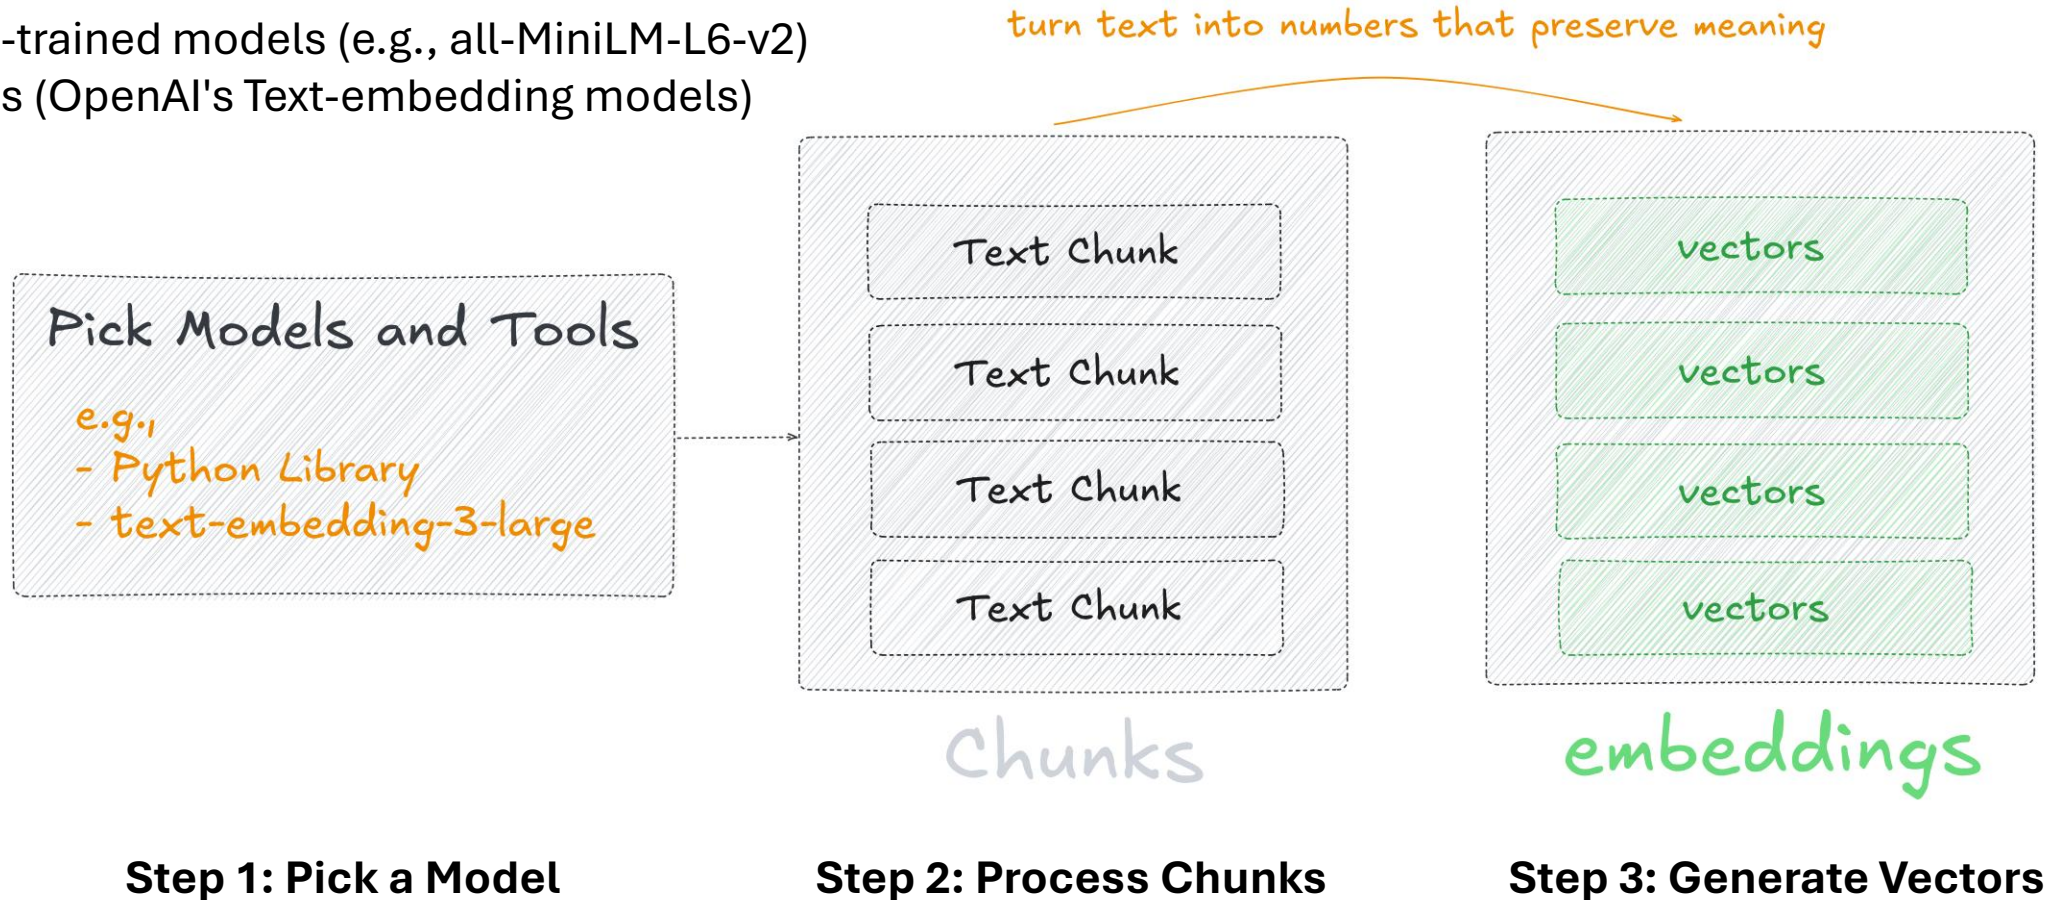 -trained models (e.g., all-MiniLM-L6-v2)
s (OpenAI's Text-embedding models)
turn text into numbers that preserve meaning
Pick Models and Tools
e.g.,
- Python Library
- text-embedding-3-large
Text Chunk
Text Chunk
Text Chunk
Text Chunk
Chunks
vectors
vectors
vectors
vectors
embeddings
Step 1: Pick a Model
Step 2: Process Chunks
Step 3: Generate Vectors